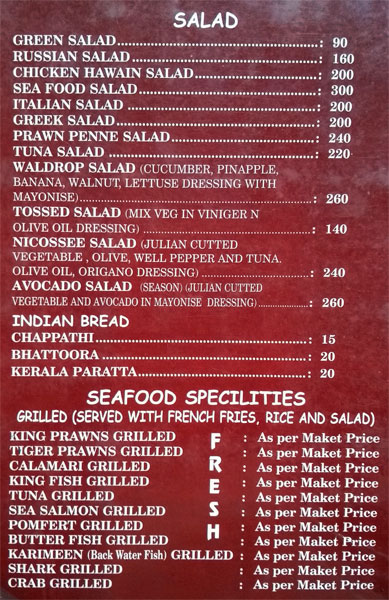 SALAD
GREEN SALAD : 90
RUSSIAN SALAD : 160
CHICKEN HAWAIN SALAD : 200
SEA FOOD SALAD : 300
ITALIAN SALAD : 200
GREEK SALAD : 200
PRAWN PENNE SALAD : 240
TUNA SALAD : 220
WALDROP SALAD (CUCUMBER, PINAPPLE,
BANANA, WALNUT, LETTUSE DRESSING WITH
MAYONISE) : 260
TOSSED SALAD (MIX VEG IN VINIGER N
OLIVE OIL DRESSING) : 140
NICOSSEE SALAD (JULIAN CUTTED
VEGETABLE , OLIVE, WELL PEPPER AND TUNA.
OLIVE OIL, ORIGANO DRESSING) : 240
AVOCADO SALAD (SEASON) (JULIAN CUTTED
VEGETABLE AND AVOCADO IN MAYONISE DRESSING) : 260
INDIAN BREAD
CHAPPATHI : 15
BHATTOORA : 20
KERALA PARATTA : 20
SEAFOOD SPECILITIES
GRILLED (SERVED WITH FRENCH FRIES, RICE AND SALAD)
FRESH
KING PRAWNS GRILLED : As per Maket Price
TIGER PRAWNS GRILLED : As per Maket Price
CALAMARI GRILLED : As per Maket Price
KING FISH GRILLED : As per Maket Price
TUNA GRILLED : As per Maket Price
SEA SALMON GRILLED : As per Maket Price
POMFERT GRILLED : As per Maket Price
BUTTER FISH GRILLED : As per Maket Price
KARIMEEN (Back Water Fish) GRILLED : As per Maket Price
SHARK GRILLED : As per Maket Price
CRAB GRILLED : As per Maket Price